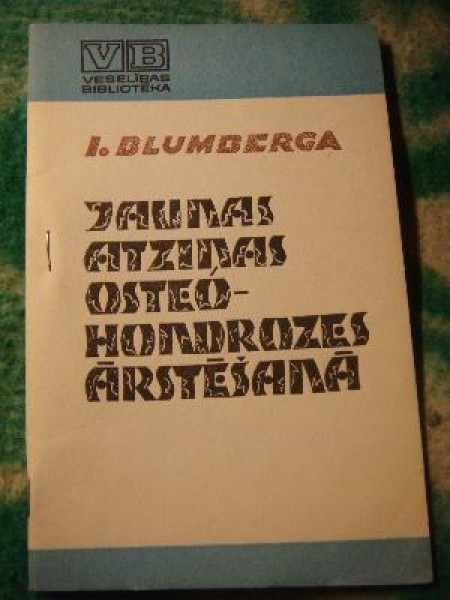 VB
VESELĪBAS
BIBLIOTĒKA
I. BLUMBERGA
JAUNAS
ATZIŅAS
OSTEO-
HONDROZES
ĀRSTĒŠANĀ